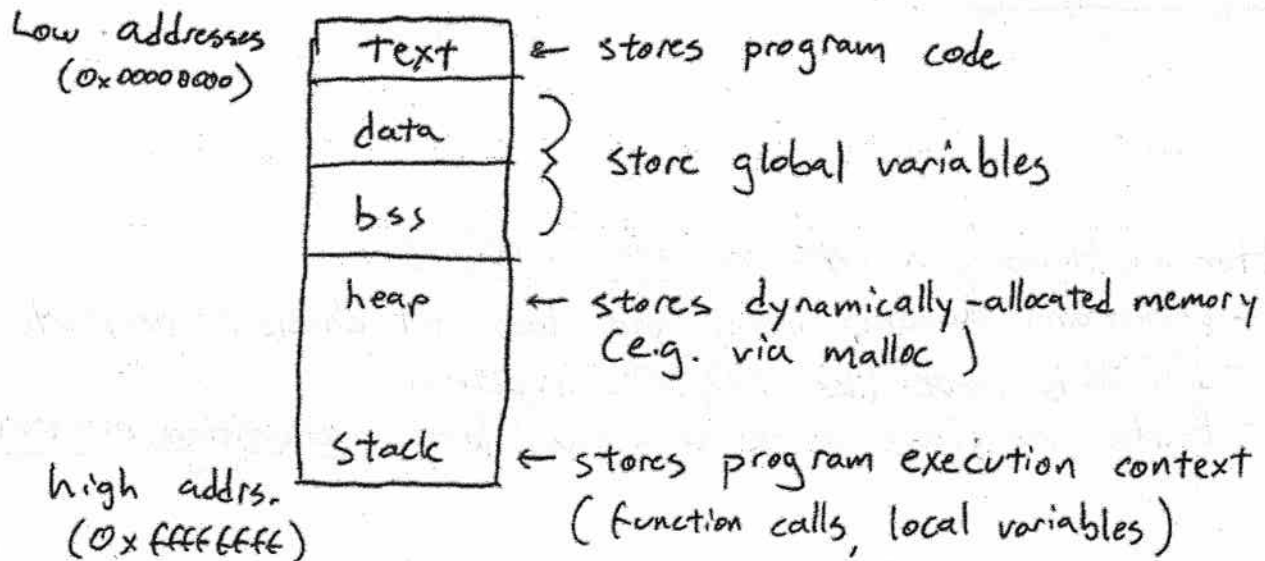 Low addresses
(0x00008000)
text ← stores program code
data
store global variables
bss
heap ← stores dynamically-allocated memory
(e.g. via malloc)
stack ← stores program execution context
high addrs.
(0xffffffff)
(function calls, local variables)